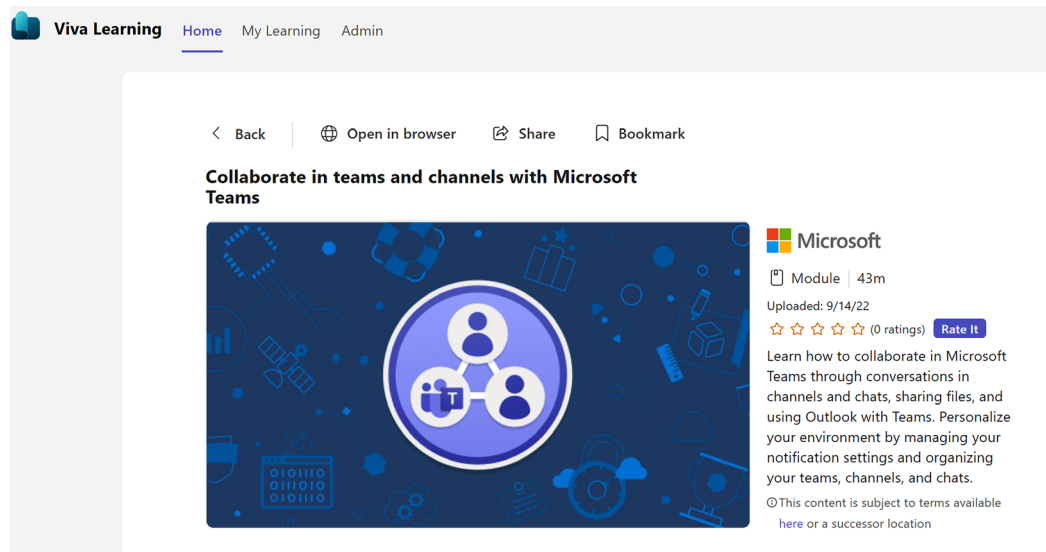 Viva Learning Home My Learning Admin
Back Open in browser Share Bookmark
Collaborate in teams and channels with Microsoft
Teams
Microsoft
Module 43m
Uploaded: 9/14/22
(0 ratings) Rate It
Learn how to collaborate in Microsoft
Teams through conversations in
channels and chats, sharing files, and
using Outlook with Teams. Personalize
your environment by managing your
notification settings and organizing
your teams, channels, and chats.
This content is subject to terms available
here or a successor location
T
0101110
010110